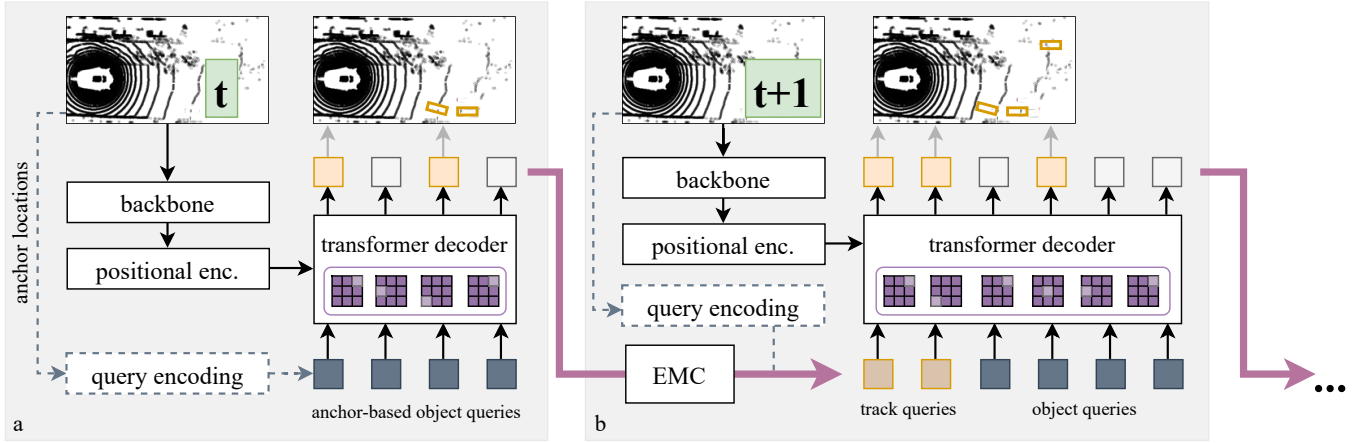 t
anchor locations
backbone
positional enc.
transformer decoder
query encoding
anchor-based object queries
a
t+1
backbone
positional enc.
transformer decoder
query encoding
EMC
track queries
object queries
b
...